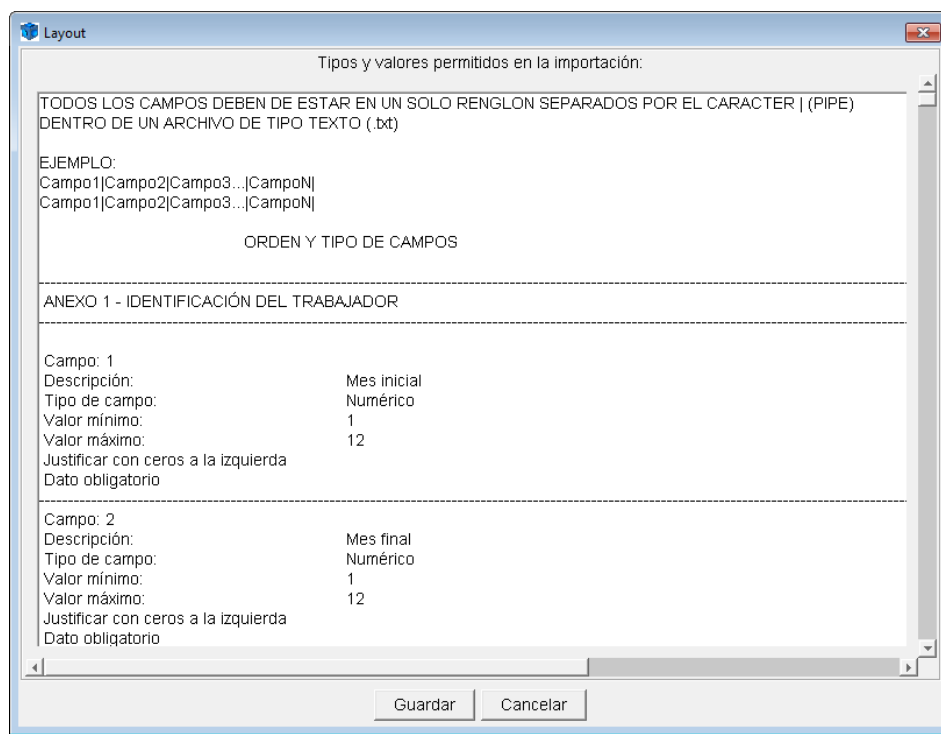 Layout
Tipos y valores permitidos en la importación:
TODOS LOS CAMPOS DEBEN DE ESTAR EN UN SOLO RENGLON SEPARADOS POR EL CARACTER | (PIPE)
DENTRO DE UN ARCHIVO DE TIPO TEXTO (.txt)
EJEMPLO:
Campo1|Campo2|Campo3...|CampoN|
Campo1|Campo2|Campo3...|CampoN|
ORDEN Y TIPO DE CAMPOS
ANEXO 1 - IDENTIFICACIÓN DEL TRABAJADOR
Campo: 1
Descripción: Mes inicial
Tipo de campo: Numérico
Valor mínimo: 1
Valor máximo: 12
Justificar con ceros a la izquierda
Dato obligatorio
Campo: 2
Descripción: Mes final
Tipo de campo: Numérico
Valor mínimo: 1
Valor máximo: 12
Justificar con ceros a la izquierda
Dato obligatorio
Guardar Cancelar